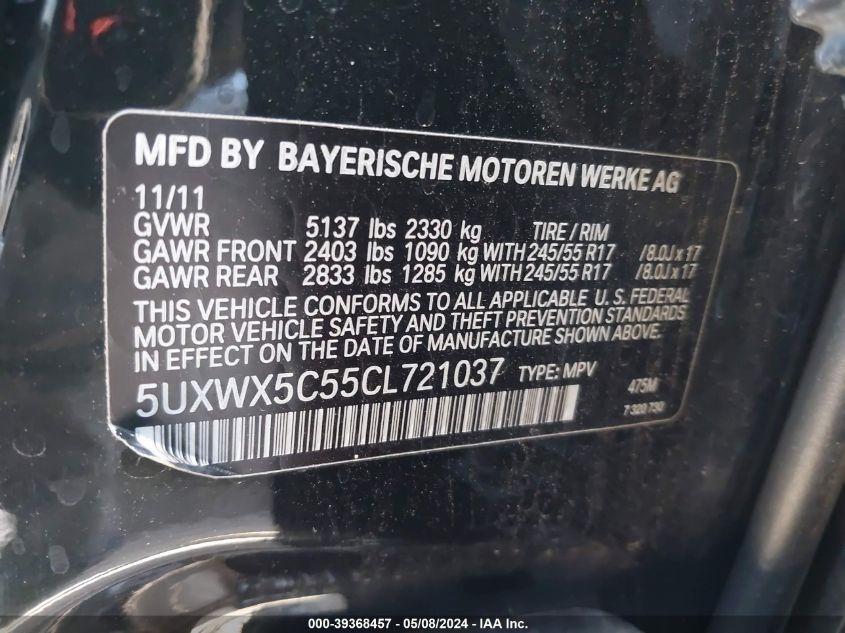 MFD BY BAYERISCHE MOTOREN WERKE AG
11/11
GVWR 5137 lbs 2330 kg TIRE / RIM
GAWR FRONT 2403 lbs 1090 kg WITH 245/55 R17 /8.0J x 17
GAWR REAR 2833 lbs 1285 kg WITH 245/55 R17 /8.0J x 17
THIS VEHICLE CONFORMS TO ALL APPLICABLE U. S. FEDERAL
MOTOR VEHICLE SAFETY AND THEFT PREVENTION STANDARDS
IN EFFECT ON THE DATE OF MANUFACTURE SHOWN ABOVE.
5UXWX5C55CL721037 TYPE: MPV 475M
7 320 730
000-39368457 - 05/08/2024 - IAA Inc.